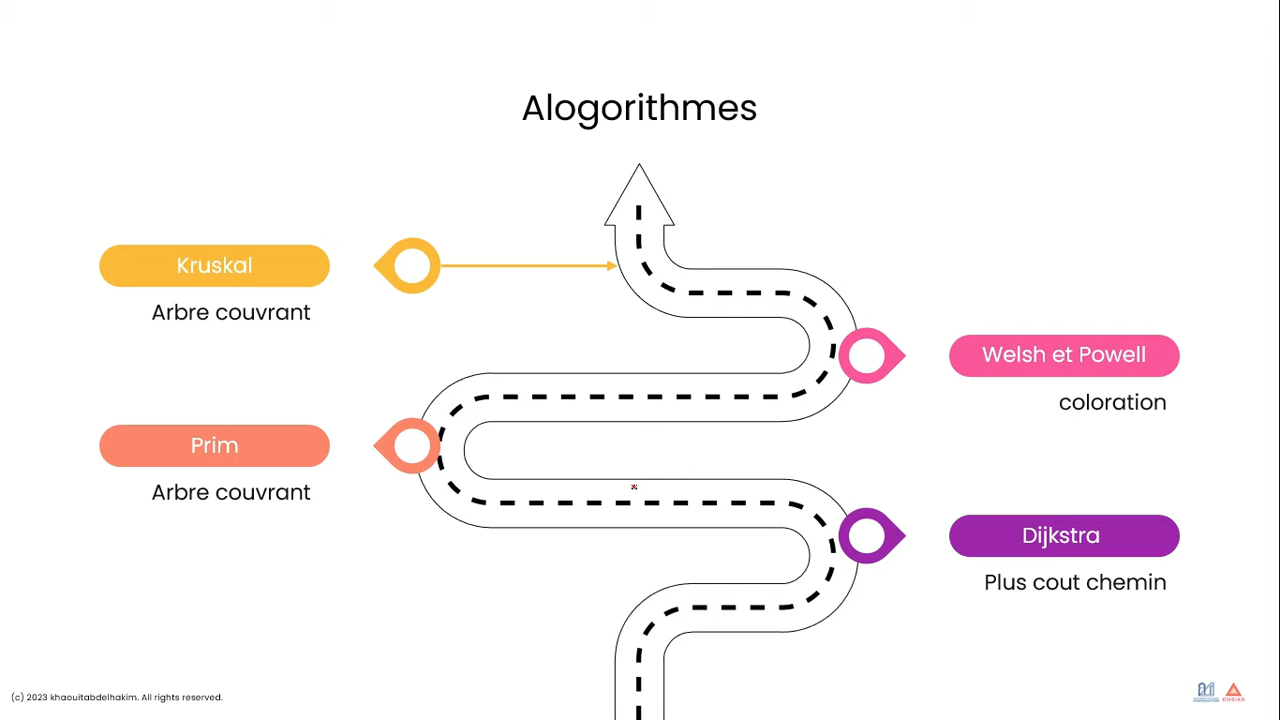 Alogorithmes
Kruskal
Arbre couvrant
Welsh et Powell
coloration
Prim
Arbre couvrant
Dijkstra
Plus cout chemin
(c) 2023 khaouitabdelhakim. All rights reserved.
ENSIAS